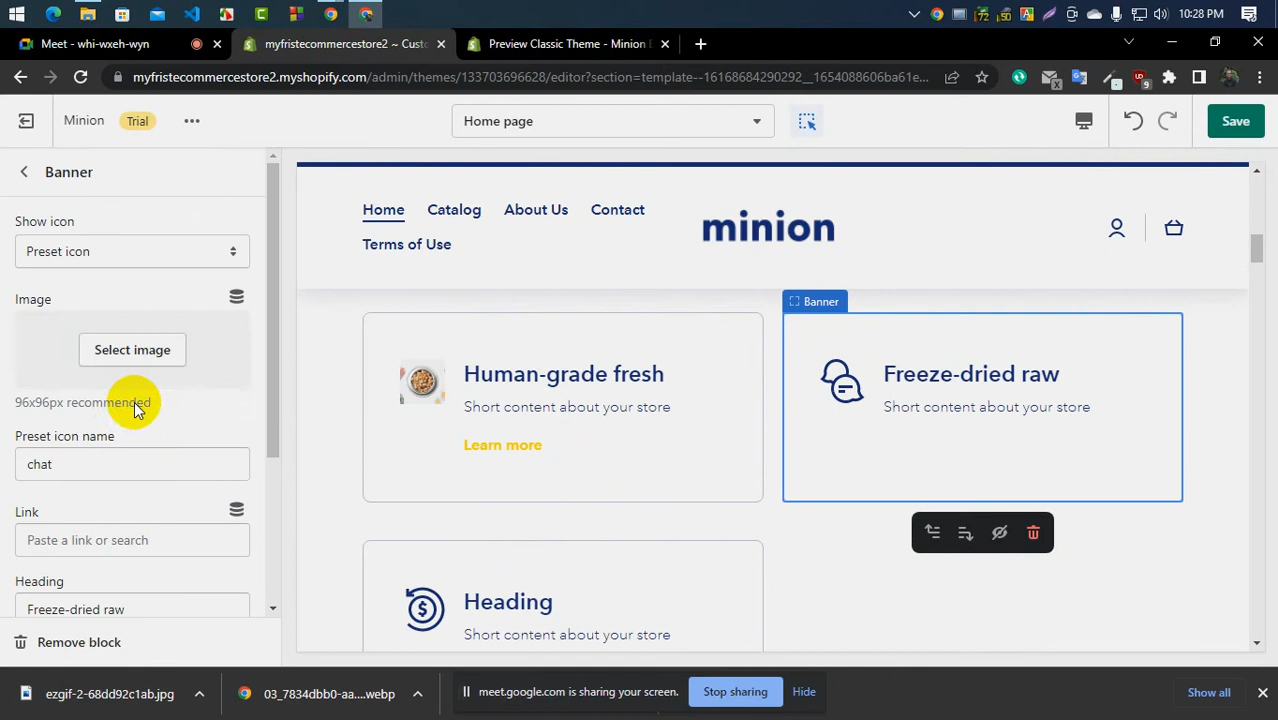 10:28 PM
Meet - whi-wxeh-wyn
myfristecommercestore2 ~ Custo
Preview Classic Theme - Minion E
myfristecommercestore2.myshopify.com/admin/themes/133703696628/editor?section=template--16168684290292__1654088606ba61e...
Minion
Trial
Home page
Save
Banner
Show icon
Preset icon
Image
Select image
96x96px recommended
Preset icon name
chat
Link
Paste a link or search
Heading
Freeze-dried raw
Remove block
Home
Catalog
About Us
Contact
Terms of Use
minion
Banner
Human-grade fresh
Short content about your store
Learn more
Freeze-dried raw
Short content about your store
Heading
Short content about your store
ezgif-2-68dd92c1ab.jpg
03_7834dbb0-aa....webp
meet.google.com is sharing your screen.
Stop sharing
Hide
Show all